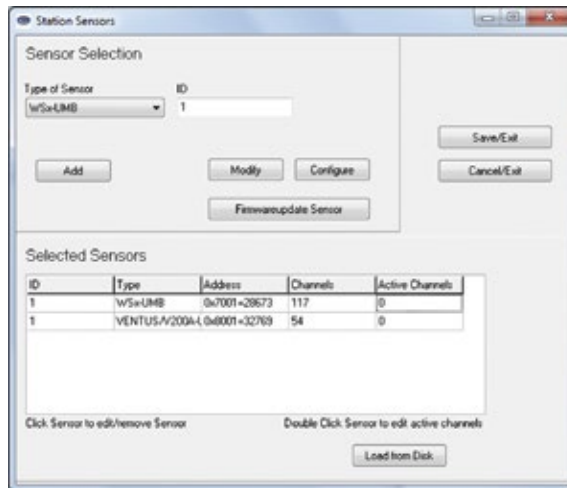 Station Sensors
Sensor Selection
Type of Sensor ID
WSx-UMB 1
Save/Exit
Add Modify Configure Cancel/Exit
Firmwareupdate Sensor
Selected Sensors
ID Type Address Channels Active Channels
1 WSx-UMB 0x7001=28673 117 0
1 VENTUS/V200A-U 0x8001=32769 54 0
Click Sensor to edit/remove Sensor Double Click Sensor to edit active channels
Load from Disk